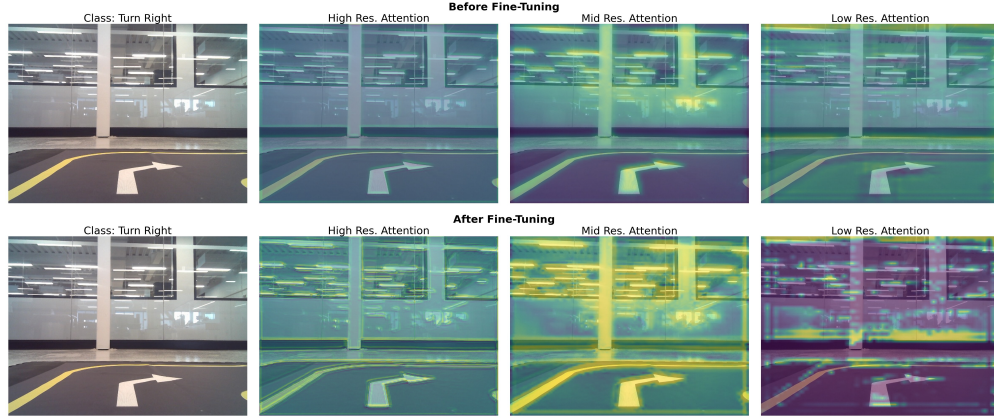 Before Fine-Tuning
Class: Turn Right
High Res. Attention
Mid Res. Attention
Low Res. Attention
After Fine-Tuning
Class: Turn Right
High Res. Attention
Mid Res. Attention
Low Res. Attention